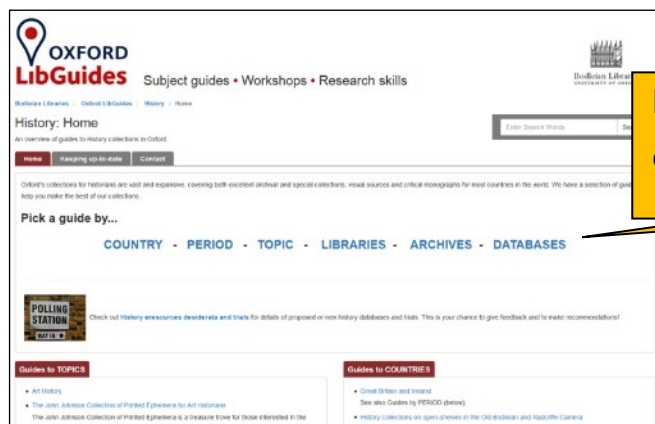 OXFORD
LibGuides Subject guides • Workshops • Research skills
Bodleian Libraries / Oxford LibGuides / History / Home
History: Home
An overview of guides to History collections in Oxford.
Enter Search Words
Home Keeping up-to-date Contact
Oxford's collections for historians are vast and expansive, covering both excellent archival and special collections, visual sources and critical monographs for most countries in the world. We have a selection of
help you make the best of our collections.
Pick a guide by...
COUNTRY - PERIOD - TOPIC - LIBRARIES - ARCHIVES - DATABASES
POLLING
STATION
WAY IN
Check out History eresources desiderata and trials for details of proposed or new history databases and trials. This is your chance to give feedback and to make recommendations!
Guides to TOPICS
Guides to COUNTRIES
• Art History
• The John Johnson Collection of Printed Ephemera for Art Historians
The John Johnson Collection of Printed Ephemera is a treasure trove for those interested in the
• Great Britain and Ireland
See also Guides by PERIOD (below).
• History collections on open shelves in the Old Bodleian and Radcliffe Camera